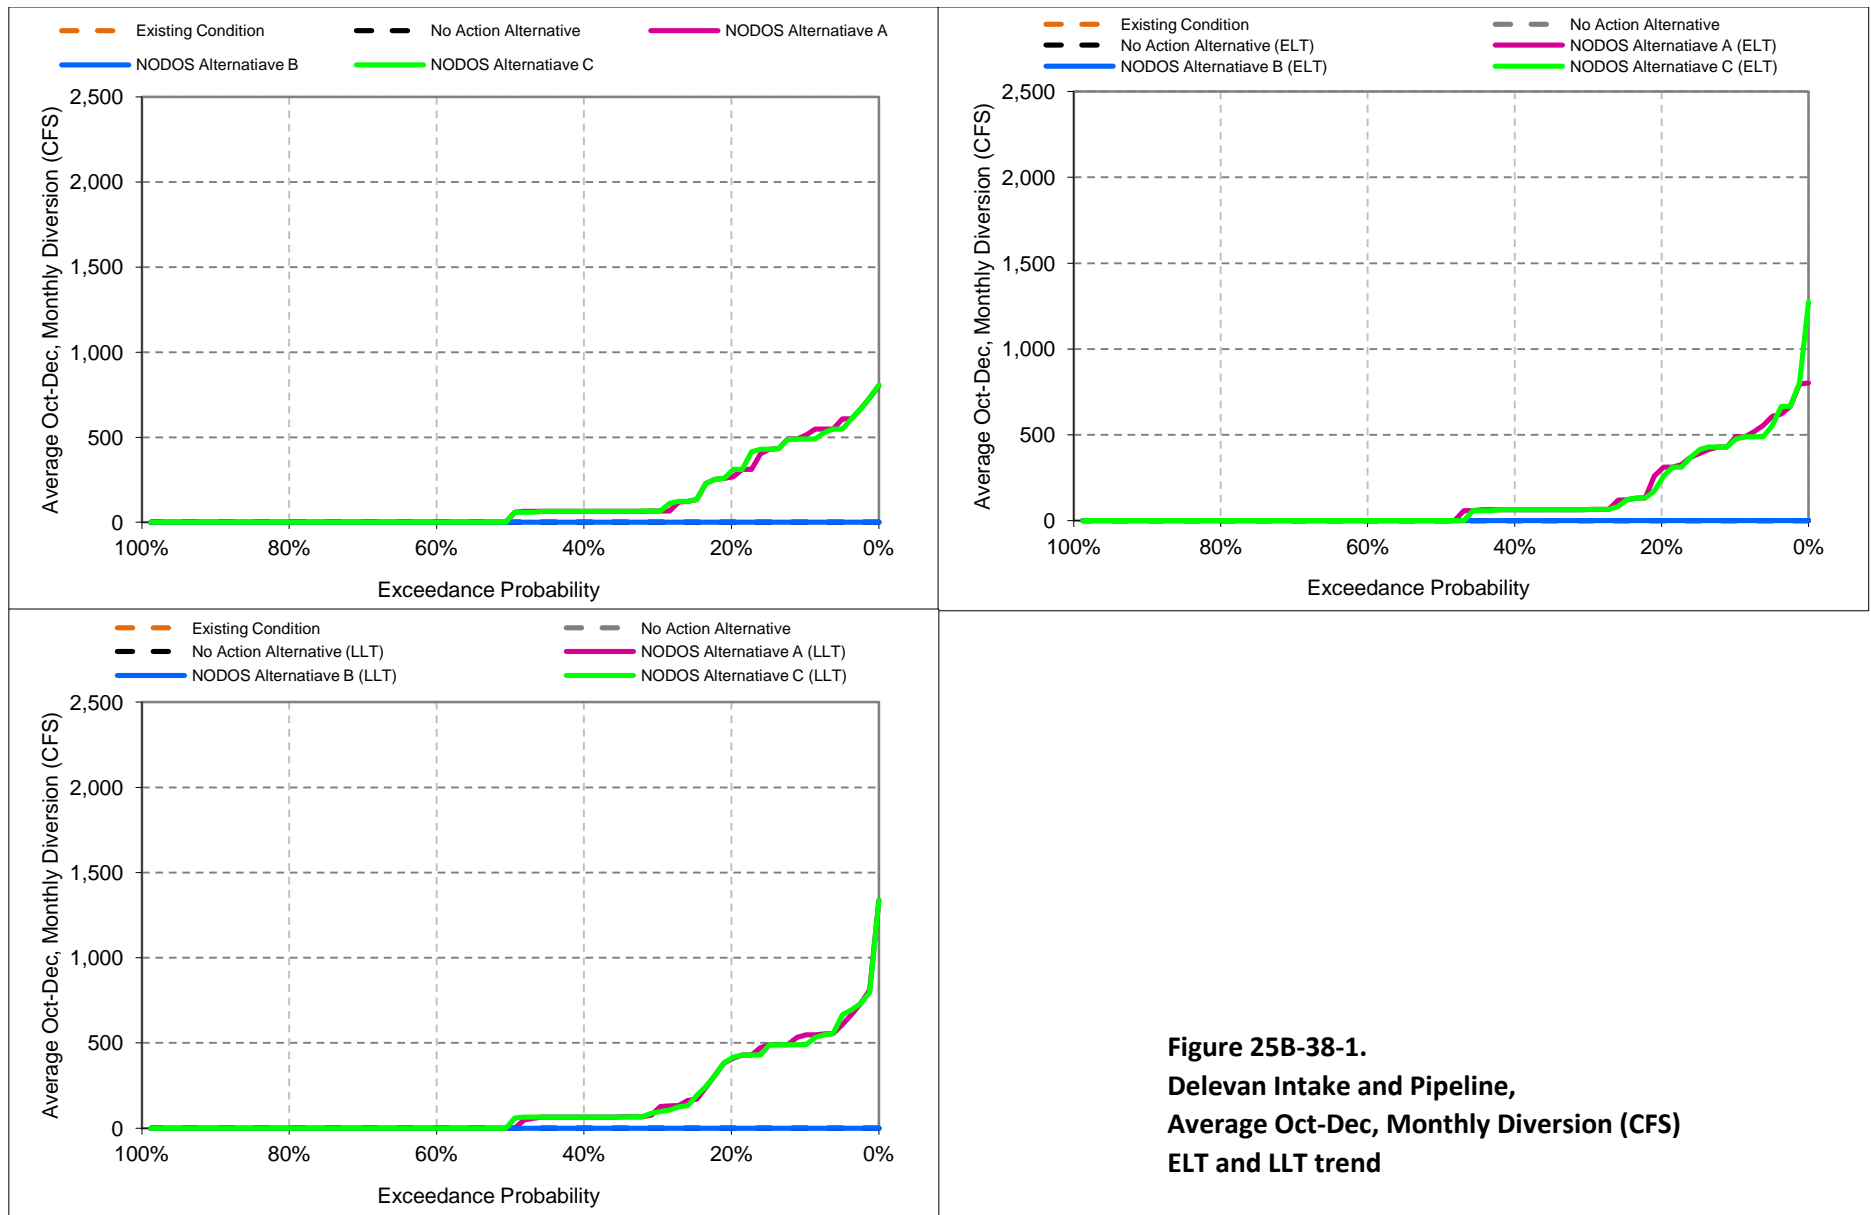 Existing Condition
No Action Alternative
NODOS Alternatiave A
NODOS Alternatiave B
NODOS Alternatiave C
Average Oct-Dec, Monthly Diversion (CFS)
2,500
2,000
1,500
1,000
500
0
100%
80%
60%
40%
20%
0%
Exceedance Probability
Existing Condition
No Action Alternative
No Action Alternative (ELT)
NODOS Alternatiave A (ELT)
NODOS Alternatiave B (ELT)
NODOS Alternatiave C (ELT)
Average Oct-Dec, Monthly Diversion (CFS)
2,500
2,000
1,500
1,000
500
0
100%
80%
60%
40%
20%
0%
Exceedance Probability
Existing Condition
No Action Alternative
No Action Alternative (LLT)
NODOS Alternatiave A (LLT)
NODOS Alternatiave B (LLT)
NODOS Alternatiave C (LLT)
Average Oct-Dec, Monthly Diversion (CFS)
2,500
2,000
1,500
1,000
500
0
100%
80%
60%
40%
20%
0%
Exceedance Probability
Figure 25B-38-1.
Delevan Intake and Pipeline,
Average Oct-Dec, Monthly Diversion (CFS)
ELT and LLT trend